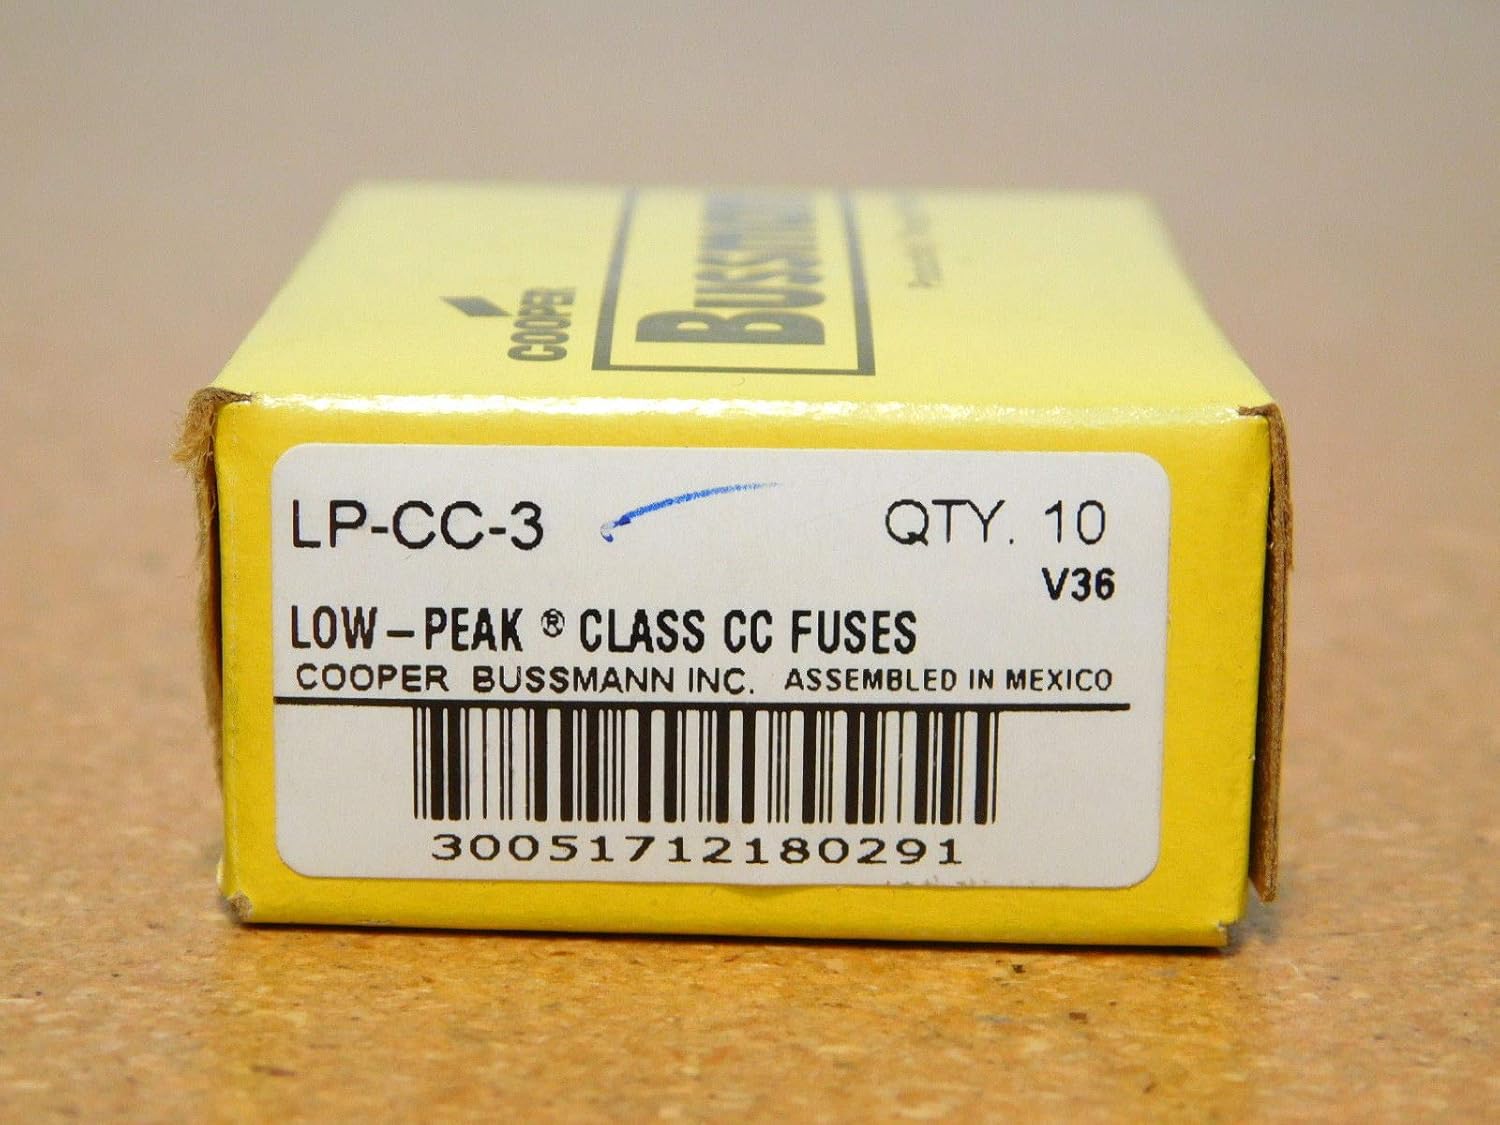 COOPER
LP-CC-3 QTY. 10
V36
LOW-PEAK ® CLASS CC FUSES
COOPER BUSSMANN INC. ASSEMBLED IN MEXICO
30051712180291